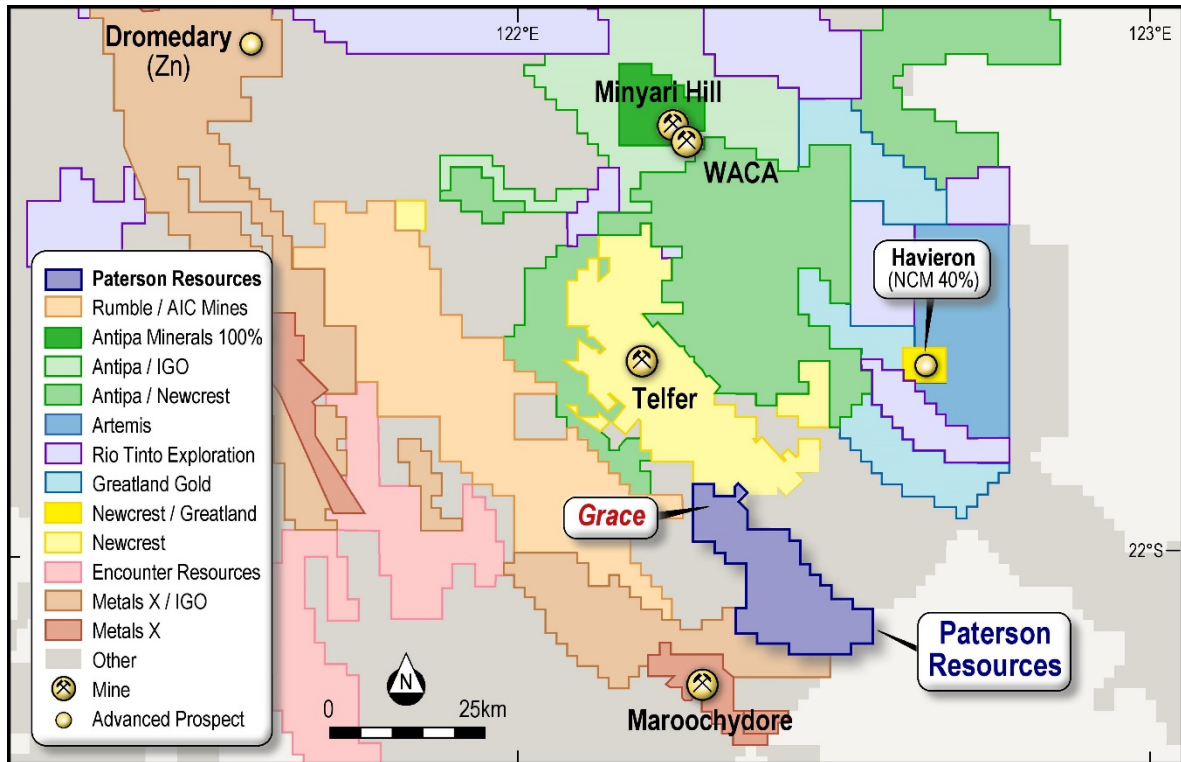 122°E
123°E
Dromedary
(Zn)
Minyari Hill
WACA
Havieron
(NCM 40%)
Telfer
Grace
22°S
Paterson
Resources
Maroochydore
Paterson Resources
Rumble / AIC Mines
Antipa Minerals 100%
Antipa / IGO
Antipa / Newcrest
Artemis
Rio Tinto Exploration
Greatland Gold
Newcrest / Greatland
Newcrest
Encounter Resources
Metals X / IGO
Metals X
Other
Mine
Advanced Prospect
N
0 25km